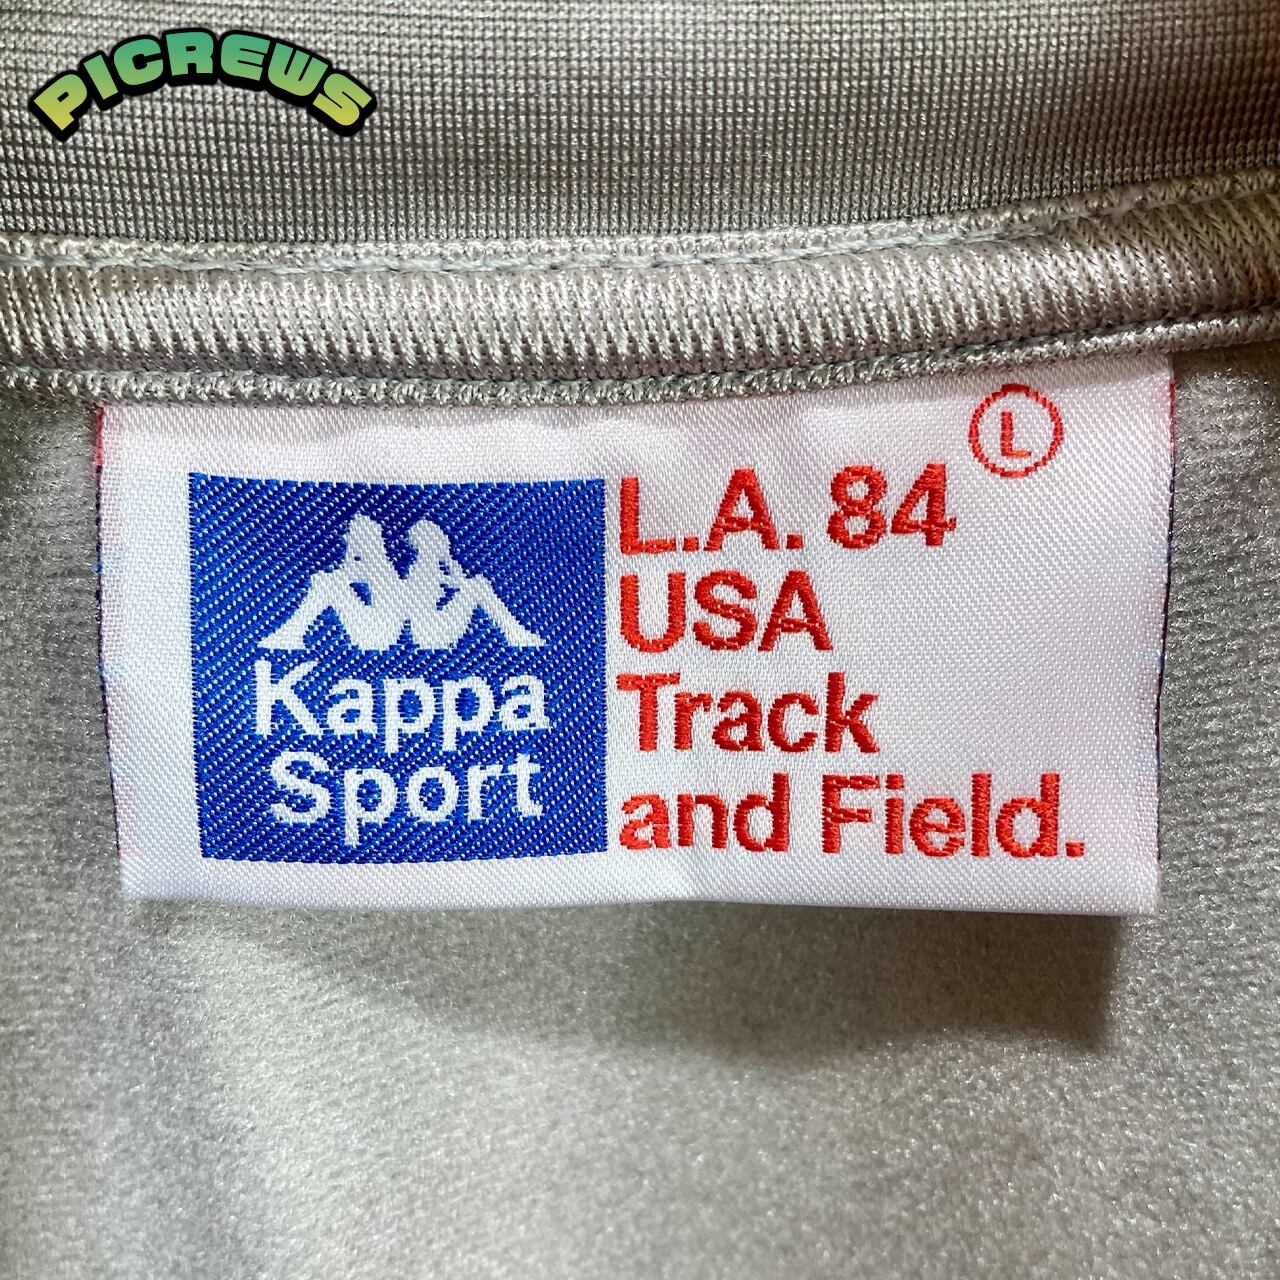 PICREWS
L
L.A. 84
USA
Track
and Field.
Kappa
Sport